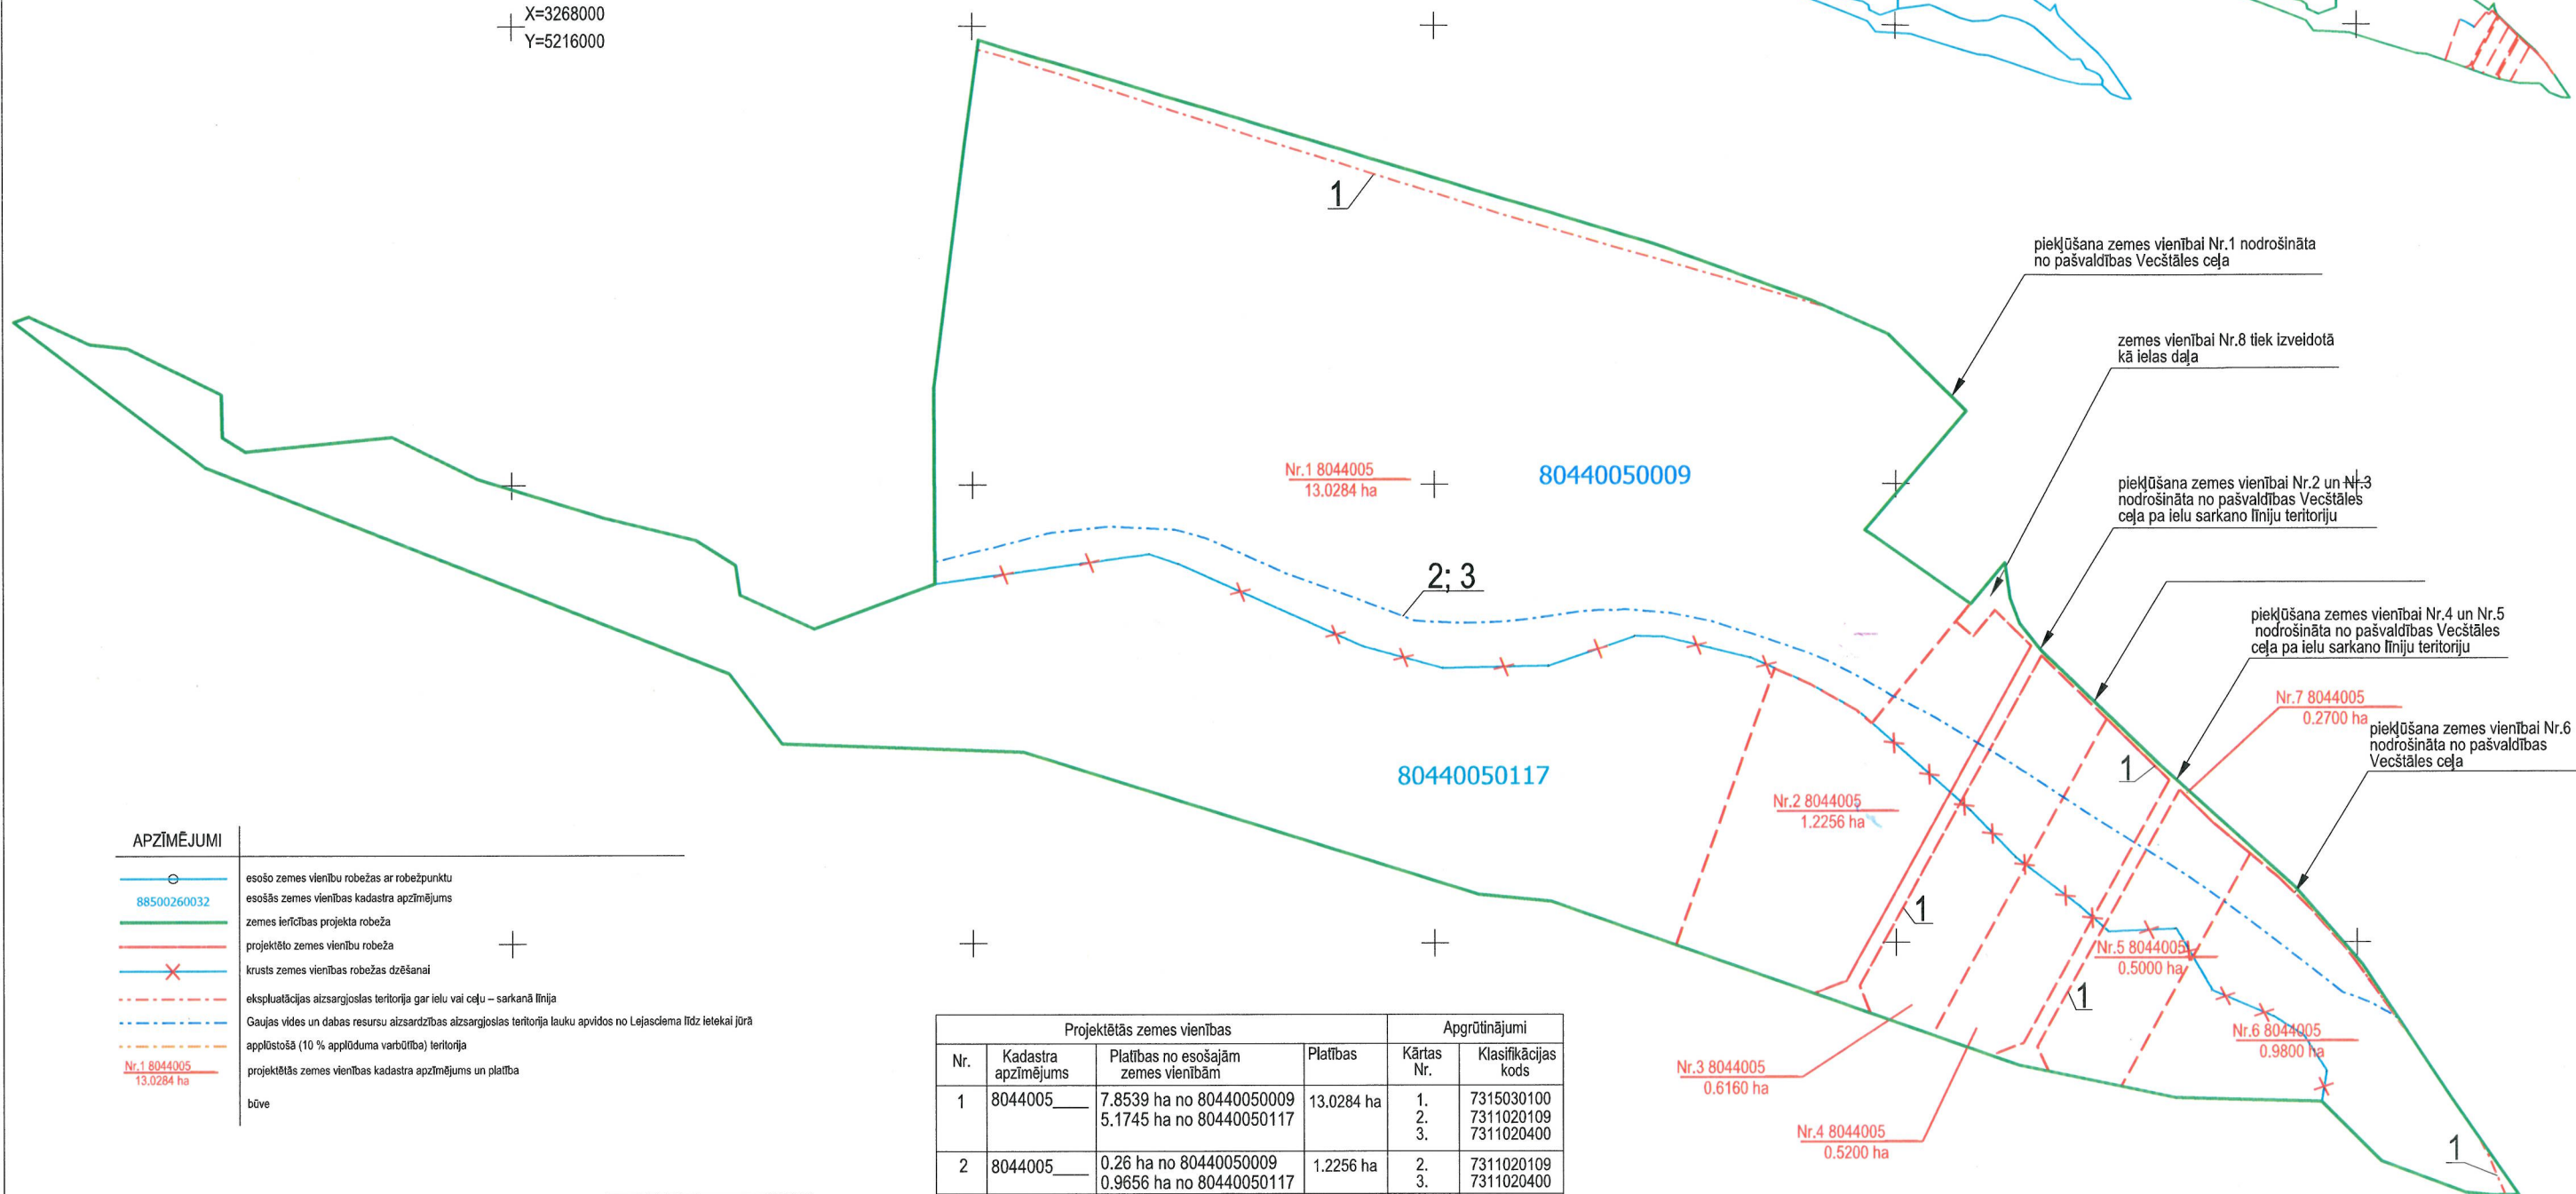 X=3268000
Y=5216000
1
piekļūšana zemes vienībai Nr.1 nodrošināta
no pašvaldības Vecštāles ceļa
zemes vienībai Nr.8 tiek izveidotā
kā ielas daļa
Nr.1 8044005
13.0284 ha
80440050009
piekļūšana zemes vienībai Nr.2 un Nr.3
nodrošināta no pašvaldības Vecštāles
ceļa pa ielu sarkano līniju teritoriju
2; 3
piekļūšana zemes vienībai Nr.4 un Nr.5
nodrošināta no pašvaldības Vecštāles
ceļa pa ielu sarkano līniju teritoriju
Nr.7 8044005
0.2700 ha
piekļūšana zemes vienībai Nr.6
nodrošināta no pašvaldības
Vecštāles ceļa
1
80440050117
Nr.2 8044005
1.2256 ha
1
Nr.5 8044005
0.5000 ha
1
Nr.6 8044005
0.9800 ha
Nr.3 8044005
0.6160 ha
Nr.4 8044005
0.5200 ha
1
APZĪMĒJUMI
esošo zemes vienību robežas ar robežpunktu
88500260032 esošās zemes vienības kadastra apzīmējums
zemes ierīcības projekta robeža
projektēto zemes vienību robeža
krusts zemes vienības robežas dzēšanai
ekspluatācijas aizsargjoslas teritorija gar ielu vai ceļu – sarkanā līnija
Gaujas vides un dabas resursu aizsardzības aizsargjoslas teritorija lauku apvidos no Lejasciema līdz ietekai jūrā
applūstošā (10 % applūduma varbūtība) teritorija
Nr.1 8044005
13.0284 ha
projektētās zemes vienības kadastra apzīmējums un platība
būve
Projektētās zemes vienības Apgrūtinājumi
Nr. Kadastra apzīmējums Platības no esošajām zemes vienībām Platības Kārtas Nr. Klasifikācijas kods
1 8044005____ 7.8539 ha no 80440050009 13.0284 ha 1. 7315030100
5.1745 ha no 80440050117 2. 7311020109
3. 7311020400
2 8044005____ 0.26 ha no 80440050009 1.2256 ha 2. 7311020109
0.9656 ha no 80440050117 3. 7311020400